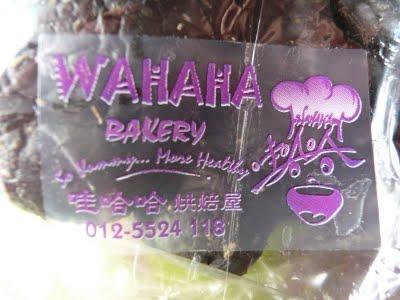 WAHAHA
BAKERY
So Yummy... More Healthy
哇哈哈 烘焙屋
012-5524 118